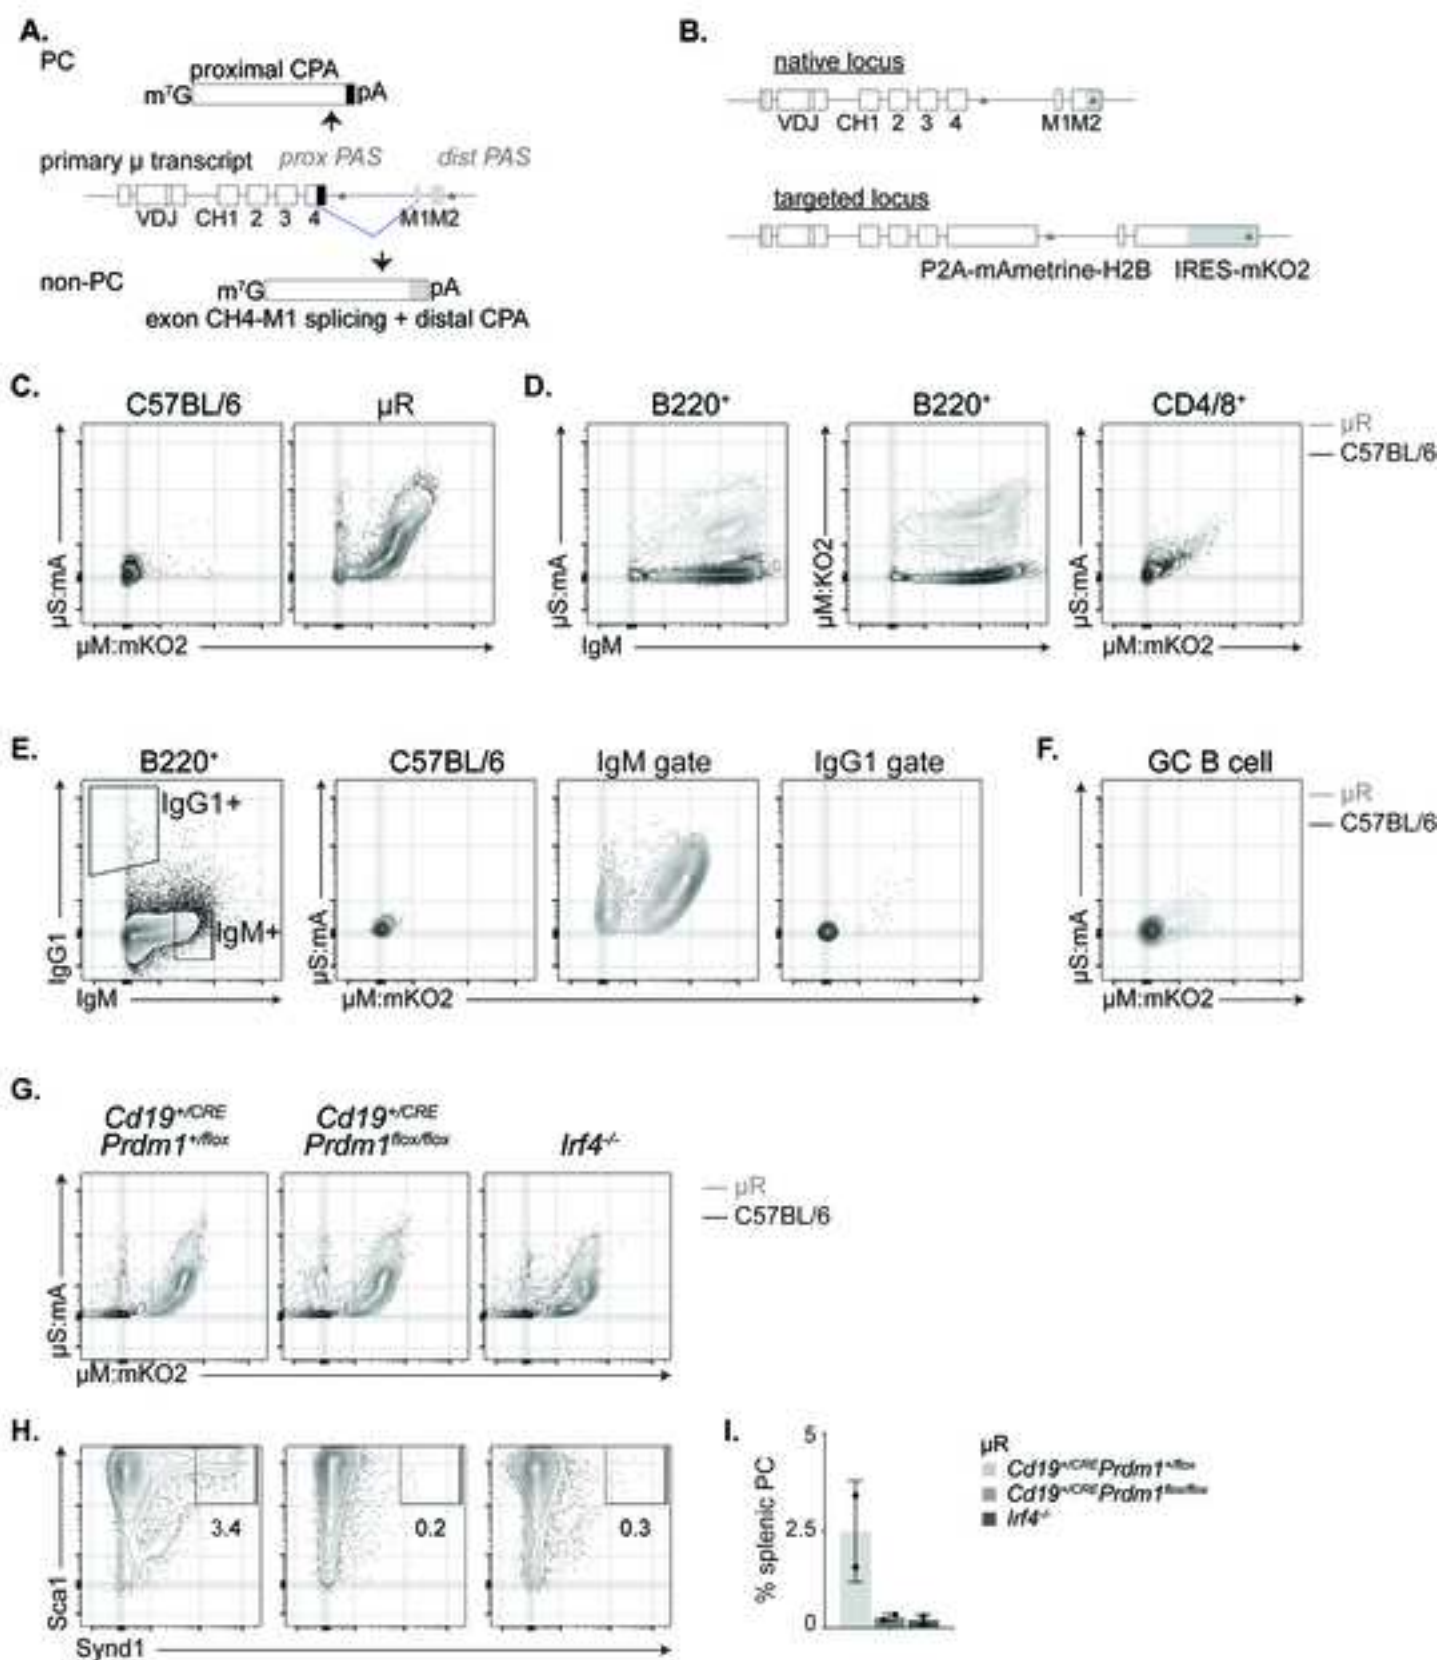 A.
PC
proximal CPA
m⁷G pA
primary µ transcript prox PAS dist PAS
VDJ CH1 2 3 4 M1M2
non-PC
m⁷G pA
exon CH4-M1 splicing + distal CPA
B.
native locus
VDJ CH1 2 3 4 M1M2
targeted locus
P2A-mAmetrine-H2B IRES-mKO2
C.
C57BL/6 µR
µS:mA
µM:mKO2
D.
B220⁺ B220⁺ CD4/8⁺
µS:mA
IgM
µM:KO2
µS:mA
µM:mKO2
µR
C57BL/6
E.
B220⁺ C57BL/6 IgM gate IgG1 gate
IgG1+
IgM+
IgG1
IgM
µS:mA
µM:mKO2
F.
GC B cell
µS:mA
µM:mKO2
µR
C57BL/6
G.
Cd19⁺/CRE Cd19⁺/CRE
Prdm1⁺/flox Prdm1flox/flox Irf4-/-
µS:mA
µM:mKO2
µR
C57BL/6
H.
3.4 0.2 0.3
Sca1
Synd1
I.
5
2.5
0
% splenic PC
µR
Cd19⁺/CREPrdm1⁺/flox
Cd19⁺/CREPrdm1flox/flox
Irf4-/-